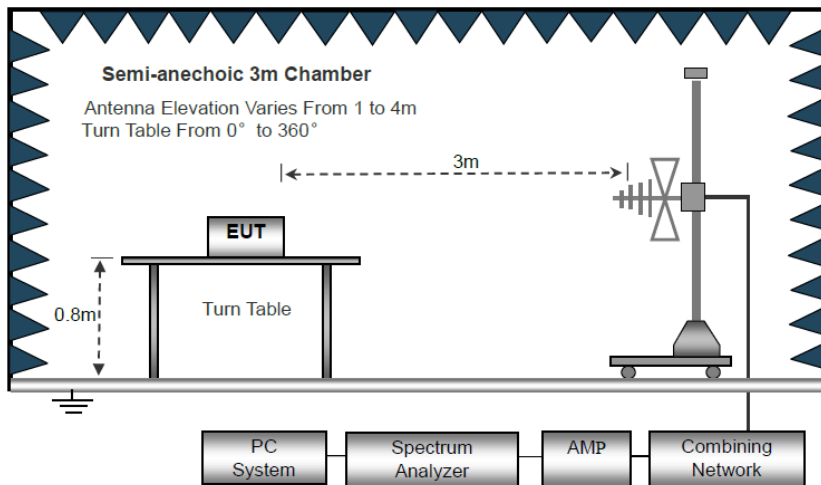 Semi-anechoic 3m Chamber
Antenna Elevation Varies From 1 to 4m
Turn Table From 0° to 360°
3m
EUT
0.8m
Turn Table
PC
System
Spectrum
Analyzer
AMP
Combining
Network